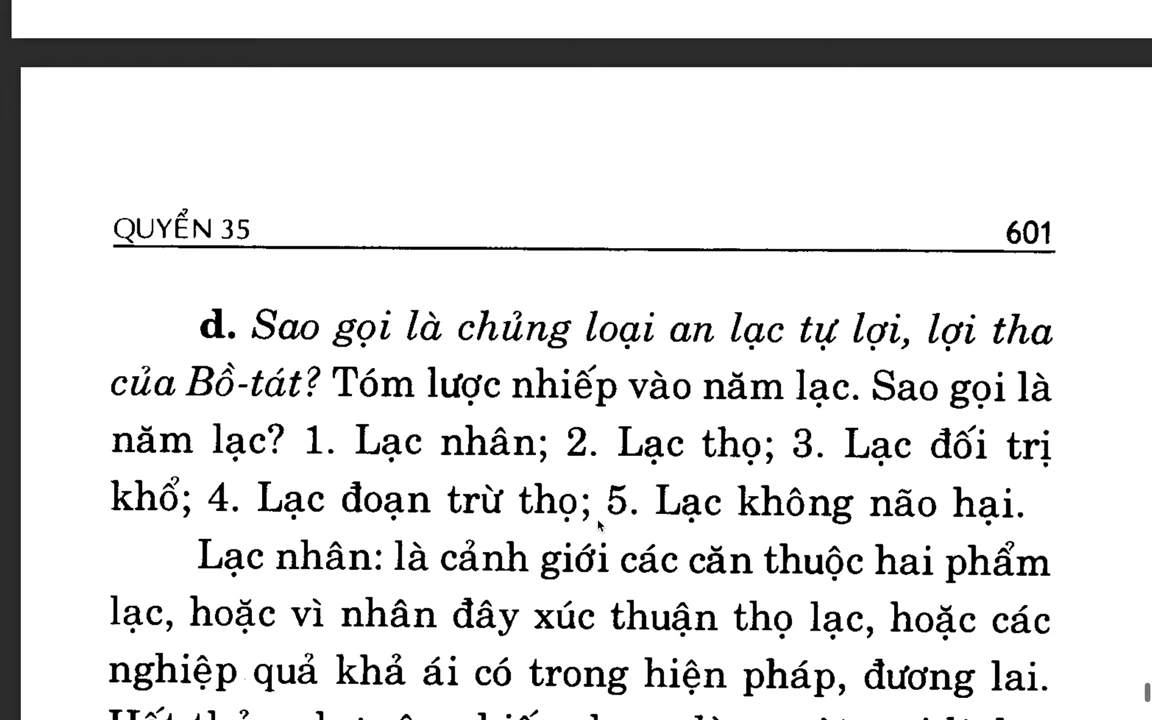 QUYỂN 35 601
d. Sao gọi là chủng loại an lạc tự lợi, lợi tha
của Bồ-tát? Tóm lược nhiếp vào năm lạc. Sao gọi là
năm lạc? 1. Lạc nhân; 2. Lạc thọ; 3. Lạc đối trị
khổ; 4. Lạc đoạn trừ thọ; 5. Lạc không não hại.
Lạc nhân: là cảnh giới các căn thuộc hai phẩm
lạc, hoặc vì nhân đây xúc thuận thọ lạc, hoặc các
nghiệp quả khả ái có trong hiện pháp, đương lai.